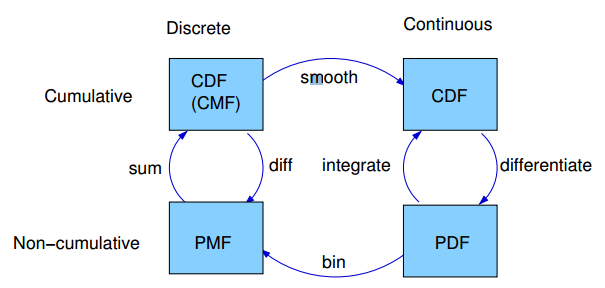 Discrete
Continuous
Cumulative
CDF
(CMF)
smooth
CDF
sum
diff
integrate
differentiate
Non-cumulative
PMF
bin
PDF